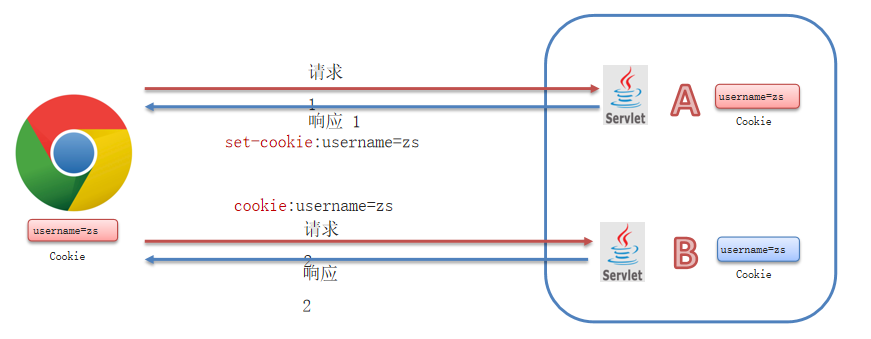 请求
1
响应 1
set-cookie:username=zs
Servlet
A
username=zs
Cookie
cookie:username=zs
请求
2
响应
2
username=zs
Cookie
Servlet
B
username=zs
Cookie